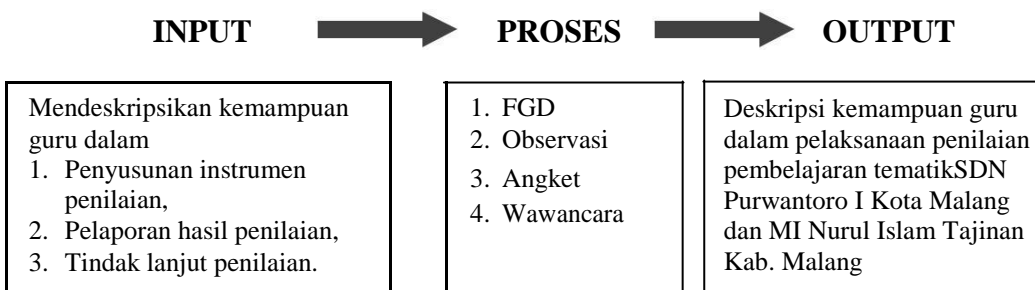 INPUT
PROSES
OUTPUT
Mendeskripsikan kemampuan
guru dalam
1. Penyusunan instrumen
penilaian,
2. Pelaporan hasil penilaian,
3. Tindak lanjut penilaian.
1. FGD
2. Observasi
3. Angket
4. Wawancara
Deskripsi kemampuan guru
dalam pelaksanaan penilaian
pembelajaran tematikSDN
Purwantoro I Kota Malang
dan MI Nurul Islam Tajinan
Kab. Malang